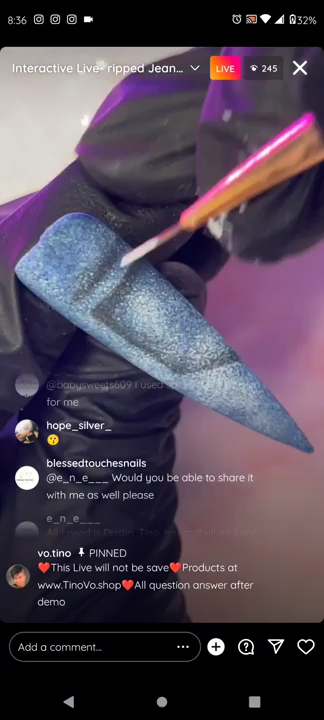 8:36
32%
Interactive Live- ripped Jean...
LIVE
245
@babysweets609 I used
for me
hope_silver_
blessedtouchesnails
@e_n_e___ Would you be able to share it
with me as well please
e_n_e___
vo.tino PINNED
❤️This Live will not be save❤️Products at
www.TinoVo.shop❤️All question answer after
demo
Add a comment...